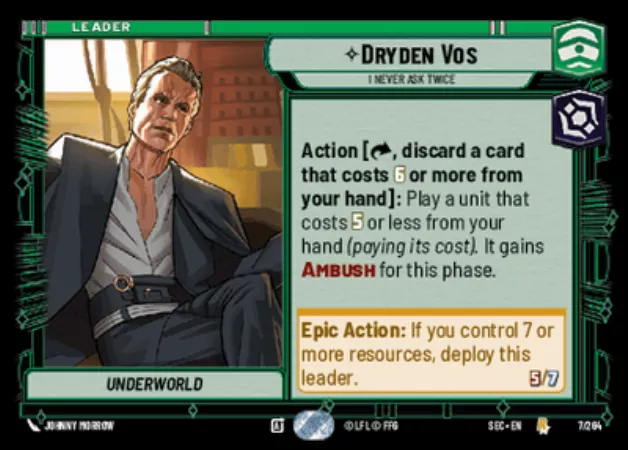 LEADER
DRYDEN VOS
I NEVER ASK TWICE
Action [, discard a card
that costs 6 or more from
your hand]: Play a unit that
costs 5 or less from your
hand (paying its cost). It gains
AMBUSH for this phase.
Epic Action: If you control 7 or
more resources, deploy this
leader. 5/7
UNDERWORLD
JOHNNY MORROW
©LFL © FFG
SEC • EN
7/264